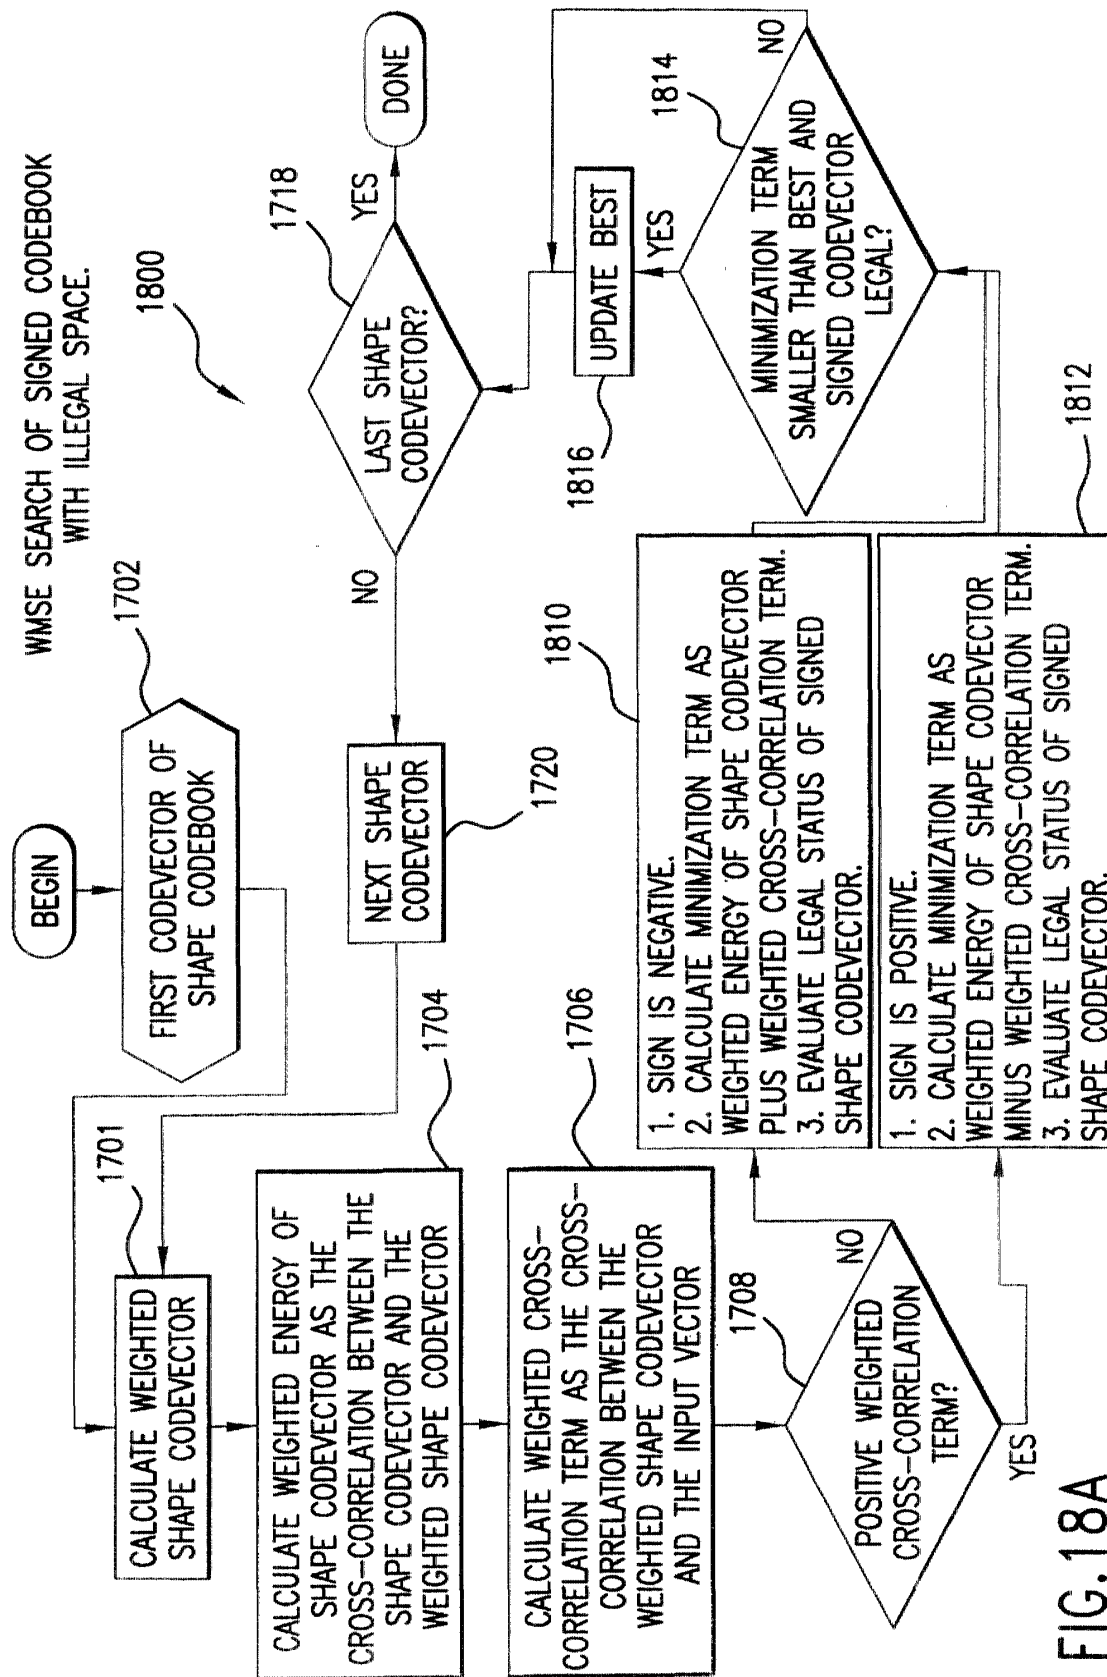 WMSE SEARCH OF SIGNED CODEBOOK
WITH ILLEGAL SPACE.
1800
BEGIN
1702
FIRST CODEVECTOR OF
SHAPE CODEBOOK
1701
CALCULATE WEIGHTED
SHAPE CODEVECTOR
1704
CALCULATE WEIGHTED ENERGY OF
SHAPE CODEVECTOR AS THE
CROSS-CORRELATION BETWEEN THE
SHAPE CODEVECTOR AND THE
WEIGHTED SHAPE CODEVECTOR
1706
CALCULATE WEIGHTED CROSS-
CORRELATION TERM AS THE CROSS-
CORRELATION BETWEEN THE
WEIGHTED SHAPE CODEVECTOR
AND THE INPUT VECTOR
1708
POSITIVE WEIGHTED
CROSS-CORRELATION
TERM?
NO
YES
1810
1. SIGN IS NEGATIVE.
2. CALCULATE MINIMIZATION TERM AS
WEIGHTED ENERGY OF SHAPE CODEVECTOR
PLUS WEIGHTED CROSS-CORRELATION TERM.
3. EVALUATE LEGAL STATUS OF SIGNED
SHAPE CODEVECTOR.
1812
1. SIGN IS POSITIVE.
2. CALCULATE MINIMIZATION TERM AS
WEIGHTED ENERGY OF SHAPE CODEVECTOR
MINUS WEIGHTED CROSS-CORRELATION TERM.
3. EVALUATE LEGAL STATUS OF SIGNED
SHAPE CODEVECTOR.
1814
MINIMIZATION TERM
SMALLER THAN BEST AND
SIGNED CODEVECTOR
LEGAL?
NO
YES
UPDATE BEST
1816
1718
LAST SHAPE
CODEVECTOR?
YES
DONE
NO
NEXT SHAPE
CODEVECTOR
1720
FIG.18A